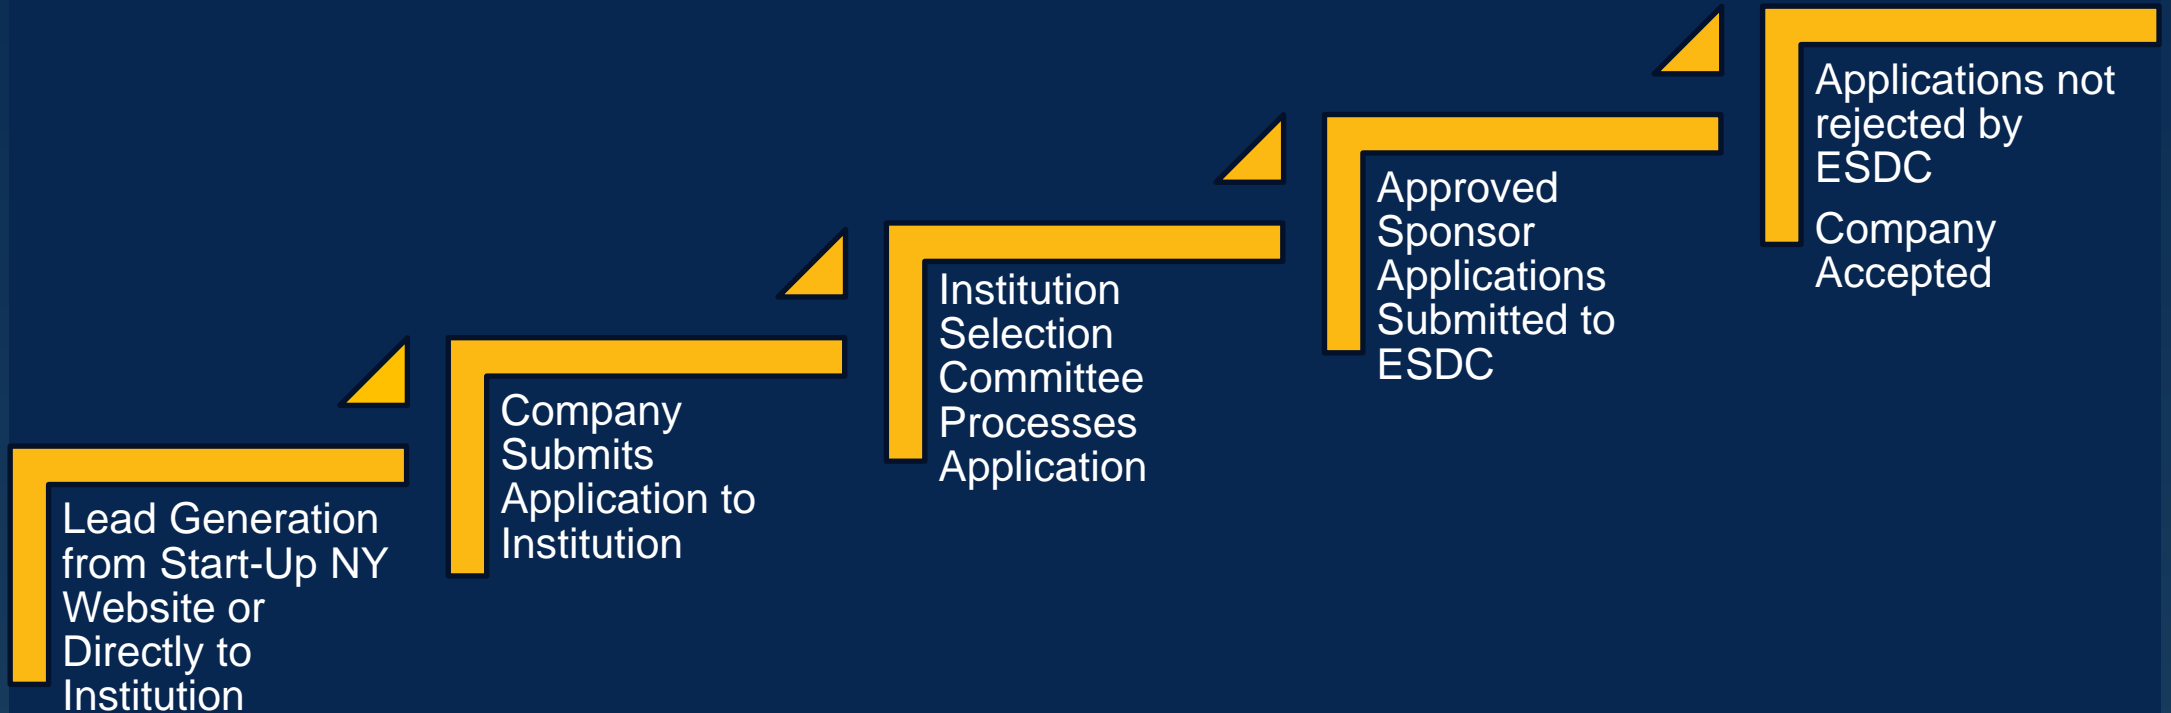 Lead Generation
from Start-Up NY
Website or
Directly to
Institution
Company
Submits
Application to
Institution
Institution
Selection
Committee
Processes
Application
Approved
Sponsor
Applications
Submitted to
ESDC
Applications not
rejected by
ESDC
Company
Accepted